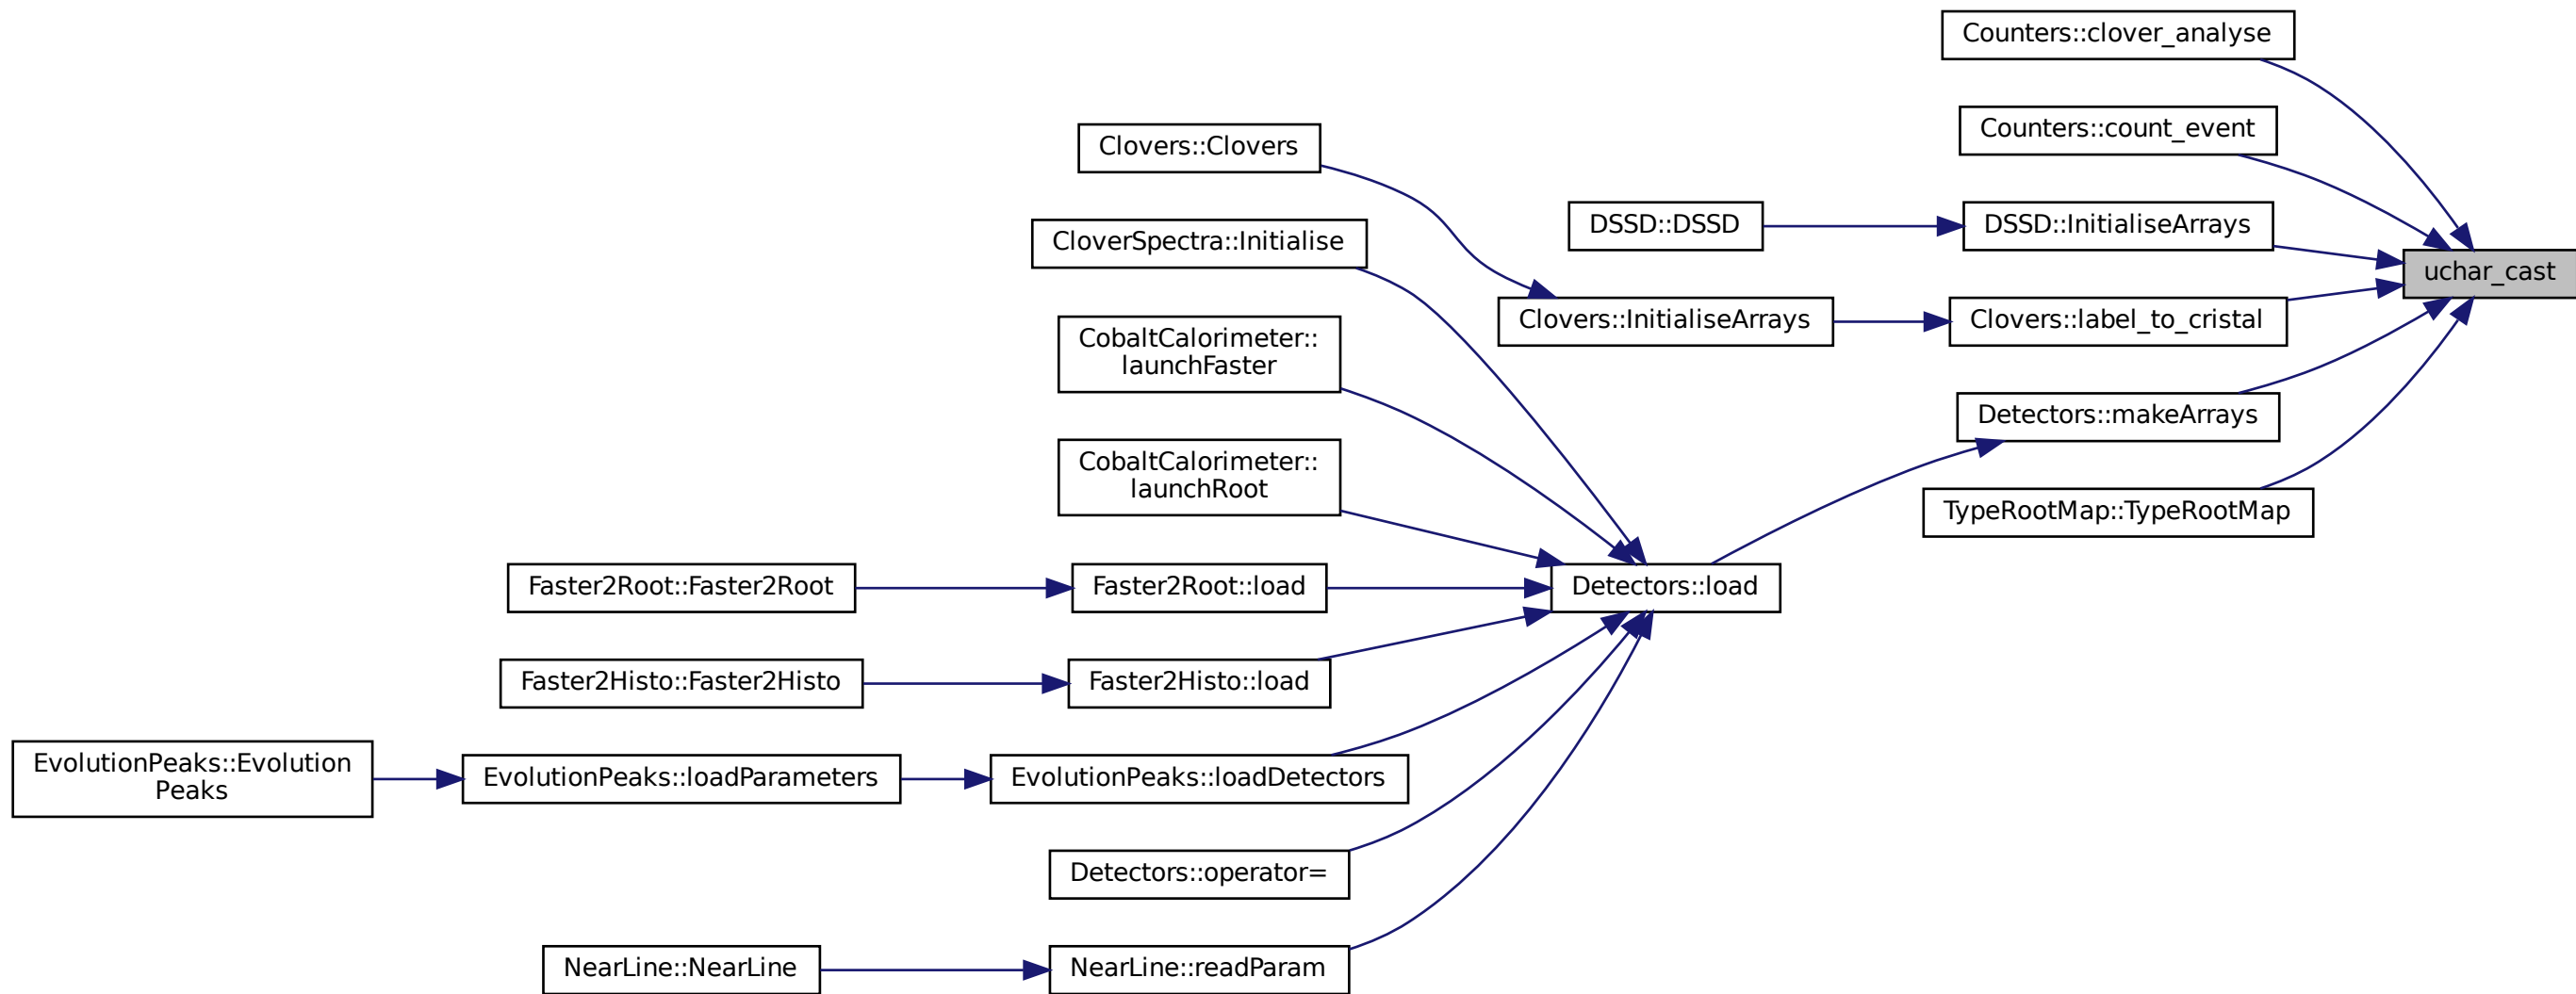 Counters::clover_analyse
Counters::count_event
Clovers::Clovers
DSSD::DSSD
DSSD::InitialiseArrays
CloverSpectra::Initialise
uchar_cast
Clovers::InitialiseArrays
Clovers::label_to_cristal
CobaltCalorimeter::
launchFaster
Detectors::makeArrays
CobaltCalorimeter::
launchRoot
TypeRootMap::TypeRootMap
Faster2Root::Faster2Root
Faster2Root::load
Detectors::load
Faster2Histo::Faster2Histo
Faster2Histo::load
EvolutionPeaks::Evolution
Peaks
EvolutionPeaks::loadParameters
EvolutionPeaks::loadDetectors
Detectors::operator=
NearLine::NearLine
NearLine::readParam